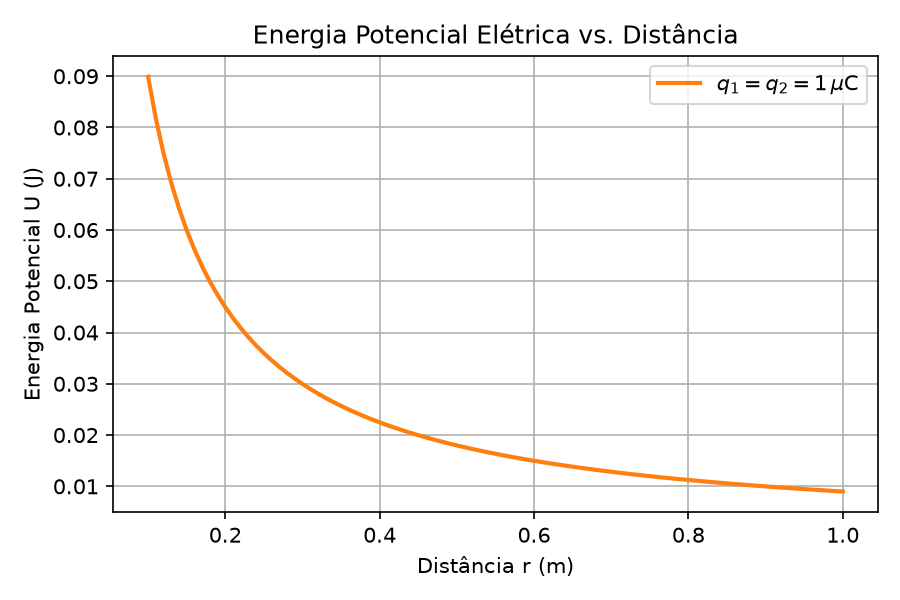 Energia Potencial Elétrica vs. Distância
q₁ = q₂ = 1 μC
Energia Potencial U (J)
0.09
0.08
0.07
0.06
0.05
0.04
0.03
0.02
0.01
0.2 0.4 0.6 0.8 1.0
Distância r (m)